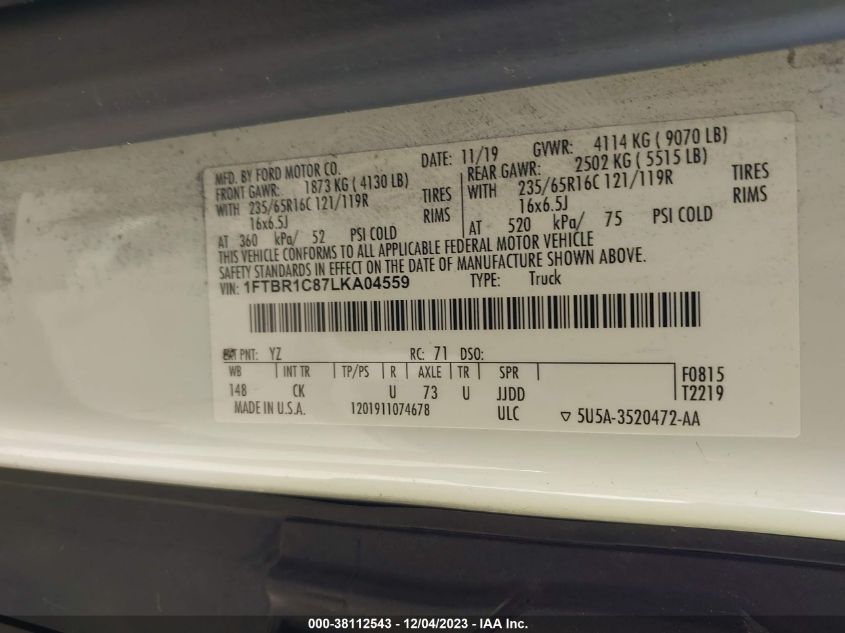 MFD. BY FORD MOTOR CO. DATE: 11/19 GVWR: 4114 KG ( 9070 LB)
FRONT GAWR: 1873 KG ( 4130 LB) REAR GAWR: 2502 KG ( 5515 LB)
WITH 235/65R16C 121/119R TIRES WITH 235/65R16C 121/119R TIRES
16x6.5J RIMS 16x6.5J RIMS
AT 360 kPa/ 52 PSI COLD AT 520 kPa/ 75 PSI COLD
THIS VEHICLE CONFORMS TO ALL APPLICABLE FEDERAL MOTOR VEHICLE
SAFETY STANDARDS IN EFFECT ON THE DATE OF MANUFACTURE SHOWN ABOVE.
VIN: 1FTBR1C87LKA04559 TYPE: Truck
EXT PNT: YZ RC: 71 DSO:
WB INT TR TP/PS R AXLE TR SPR F0815
148 CK U 73 U JJDD T2219
MADE IN U.S.A. 1201911074678 ULC ▽ 5U5A-3520472-AA
000-38112543 - 12/04/2023 - IAA Inc.